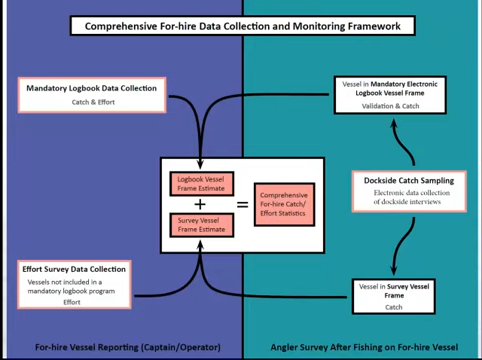 Comprehensive For-hire Data Collection and Monitoring Framework
Mandatory Logbook Data Collection
Catch & Effort
Vessel in Mandatory Electronic
Logbook Vessel Frame
Validation & Catch
Logbook Vessel
Frame Estimate
+
Survey Vessel
Frame Estimate
=
Comprehensive
For-hire Catch/
Effort Statistics
Dockside Catch Sampling
Electronic data collection
of dockside interviews
Effort Survey Data Collection
Vessels not included in a
mandatory logbook program
Effort
Vessel in Survey Vessel
Frame
Catch
For-hire Vessel Reporting (Captain/Operator)
Angler Survey After Fishing on For-hire Vessel